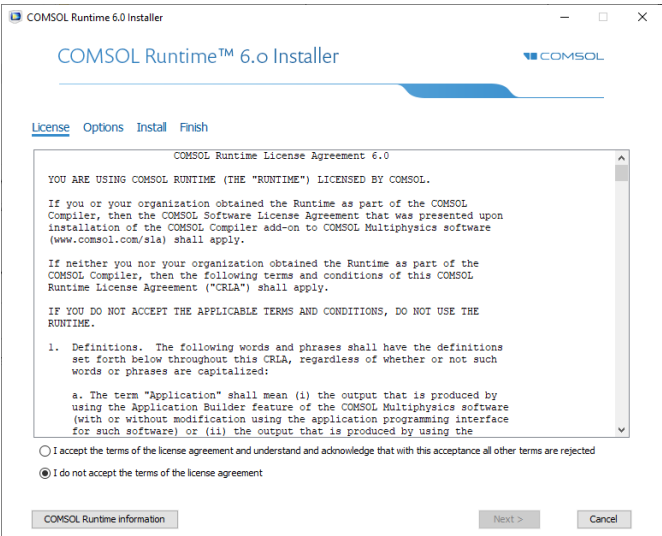 COMSOL Runtime 6.0 Installer
COMSOL Runtime™ 6.0 Installer
COMSOL
License Options Install Finish
COMSOL Runtime License Agreement 6.0
YOU ARE USING COMSOL RUNTIME (THE "RUNTIME") LICENSED BY COMSOL.
If you or your organization obtained the Runtime as part of the COMSOL
Compiler, then the COMSOL Software License Agreement that was presented upon
installation of the COMSOL Compiler add-on to COMSOL Multiphysics software
(www.comsol.com/sla) shall apply.
If neither you nor your organization obtained the Runtime as part of the
COMSOL Compiler, then the following terms and conditions of this COMSOL
Runtime License Agreement ("CRLA") shall apply.
IF YOU DO NOT ACCEPT THE APPLICABLE TERMS AND CONDITIONS, DO NOT USE THE
RUNTIME.
1. Definitions. The following words and phrases shall have the definitions
set forth below throughout this CRLA, regardless of whether or not such
words or phrases are capitalized:
a. The term "Application" shall mean (i) the output that is produced by
using the Application Builder feature of the COMSOL Multiphysics software
(with or without modification using the application programming interface
for such software) or (ii) the output that is produced by using the
I accept the terms of the license agreement and understand and acknowledge that with this acceptance all other terms are rejected
I do not accept the terms of the license agreement
COMSOL Runtime information
Next >
Cancel